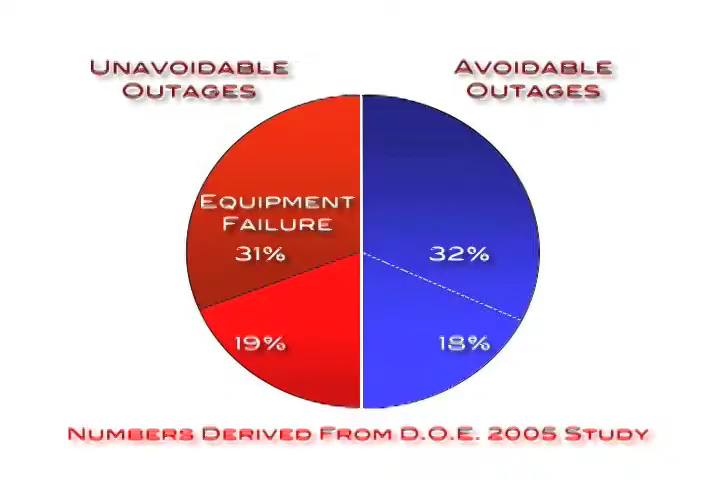 Unavoidable
Outages
Avoidable
Outages
Equipment
Failure
31%
32%
19%
18%
Numbers Derived From D.O.E. 2005 Study